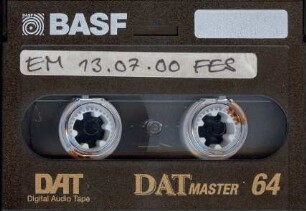 BASF
EM 13.07.00 FES
DAT DAT MASTER 64
Digital Audio Tape